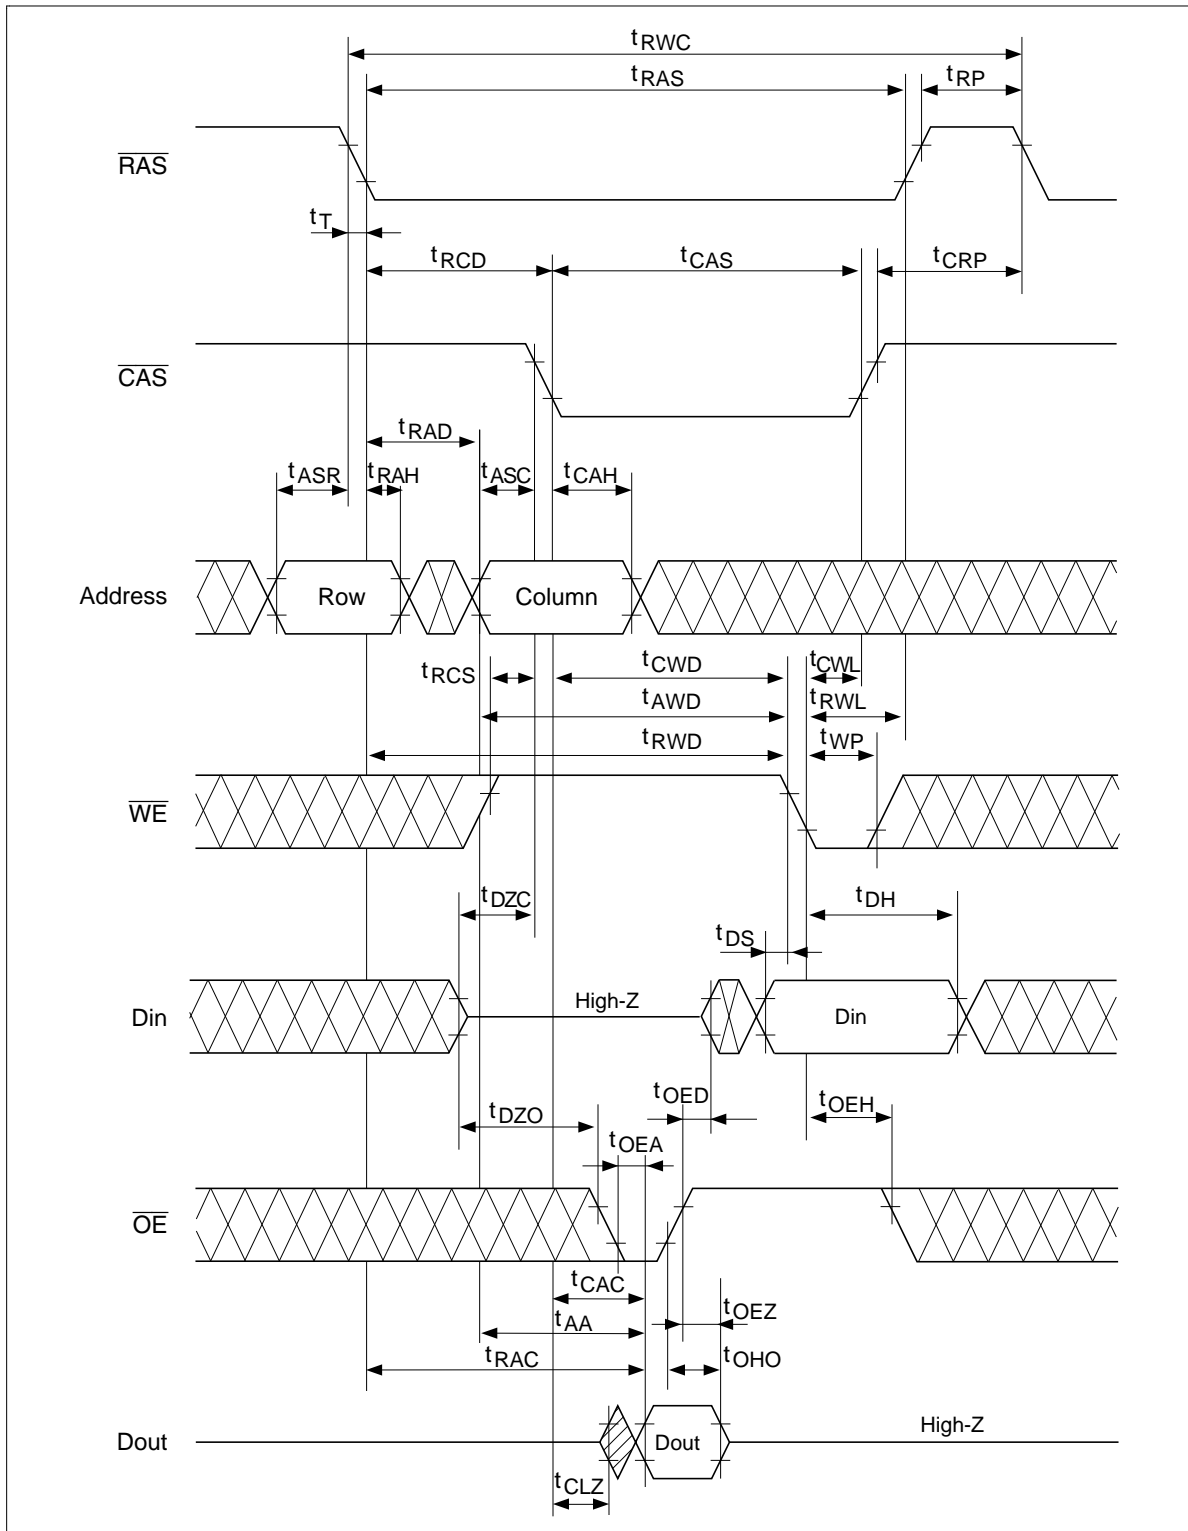 tRWC
tRAS
tRP
RAS
tT
tRCD
tCAS
tCRP
CAS
tRAD
tASR
tRAH
tASC
tCAH
Address
Row
Column
tRCS
tCWD
tCWL
tAWD
tRWL
tRWD
tWP
WE
tDZC
tDH
tDS
Din
High-Z
Din
tDZO
tOED
tOEH
tOEA
OE
tCAC
tOEZ
tAA
tRAC
tOHO
Dout
Dout
High-Z
tCLZ